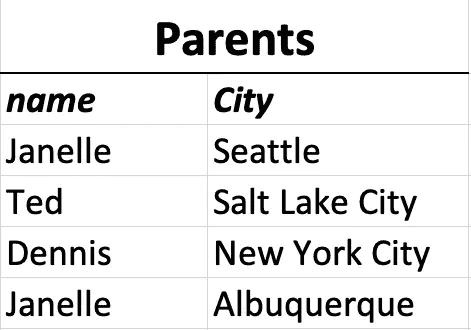 Parents
name City
Janelle Seattle
Ted Salt Lake City
Dennis New York City
Janelle Albuquerque